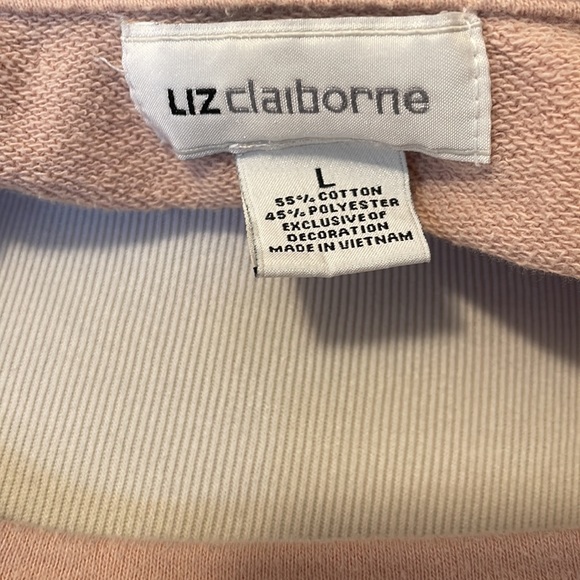 LIZ claiborne
L
55% COTTON
45% POLYESTER
EXCLUSIVE OF
DECORATION
MADE IN VIETNAM